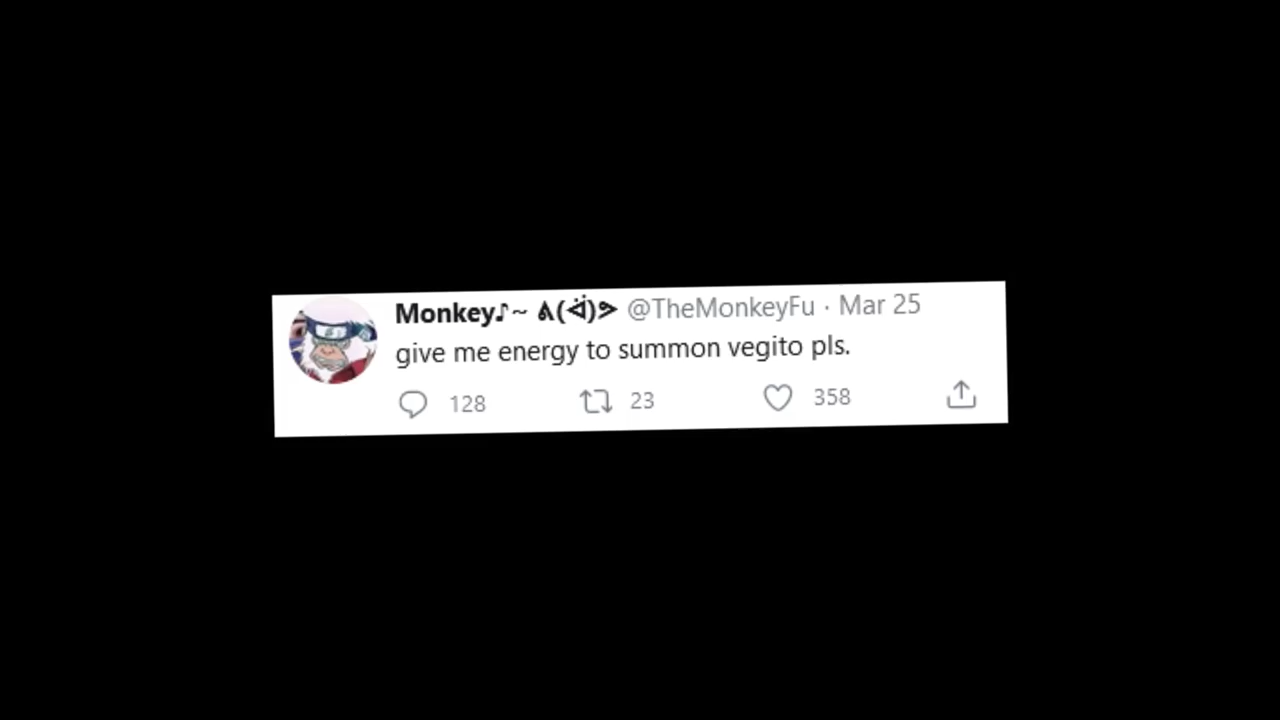 Monkey♪~ ᕕ(ᐛ)ᕗ @TheMonkeyFu · Mar 25
give me energy to summon vegito pls.
128 23 358